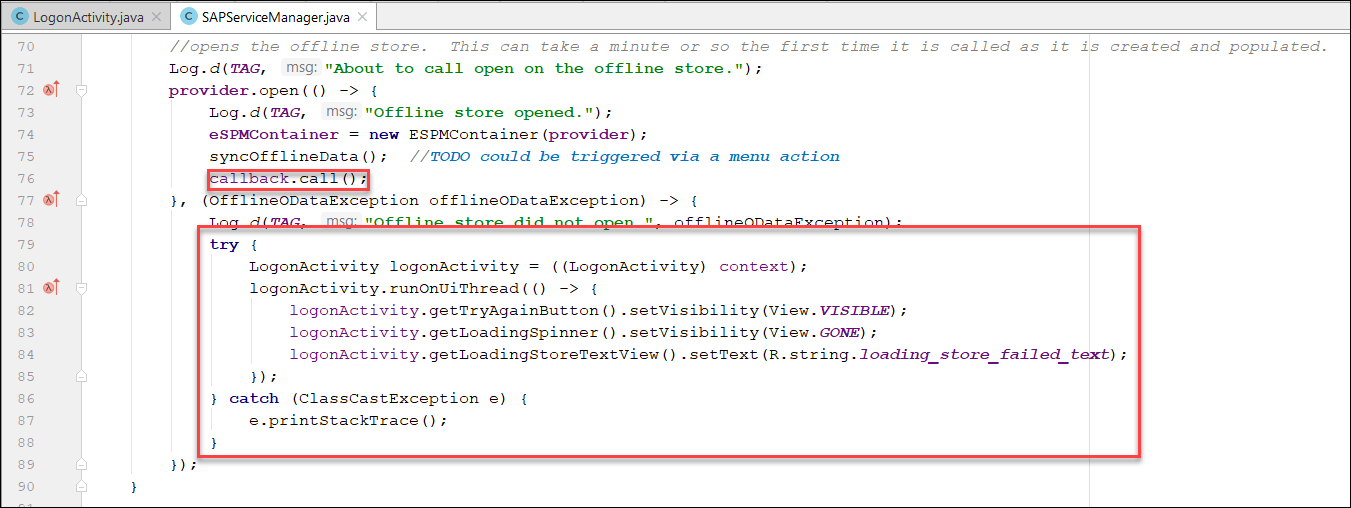 LogonActivity.java
SAPServiceManager.java
70 //opens the offline store.  This can take a minute or so the first time it is called as it is created and populated.
71 Log.d(TAG, msg: "About to call open on the offline store.");
72 provider.open(() -> {
73 Log.d(TAG, msg: "Offline store opened.");
74 eSPMContainer = new ESPMContainer(provider);
75 syncOfflineData();  //TODO could be triggered via a menu action
76 callback.call();
77 }, (OfflineODataException offlineODataException) -> {
78 Log.d(TAG, msg: "Offline store did not open.", offlineODataException);
79 try {
80 LogonActivity logonActivity = ((LogonActivity) context);
81 logonActivity.runOnUiThread(() -> {
82 logonActivity.getTryAgainButton().setVisibility(View.VISIBLE);
83 logonActivity.getLoadingSpinner().setVisibility(View.GONE);
84 logonActivity.getLoadingStoreTextView().setText(R.string.loading_store_failed_text);
85 });
86 } catch (ClassCastException e) {
87 e.printStackTrace();
88 }
89 });
90 }